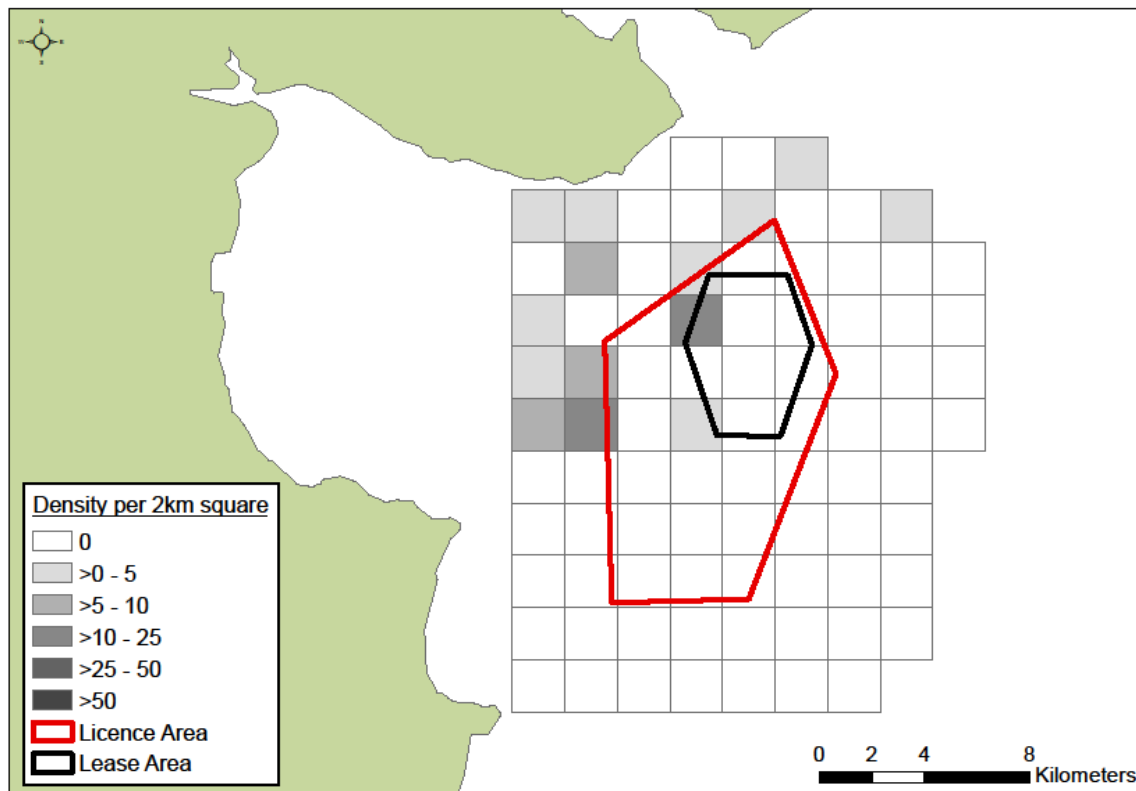 N
W E
S
Density per 2km square
0
>0 - 5
>5 - 10
>10 - 25
>25 - 50
>50
Licence Area
Lease Area
0 2 4 8
Kilometers